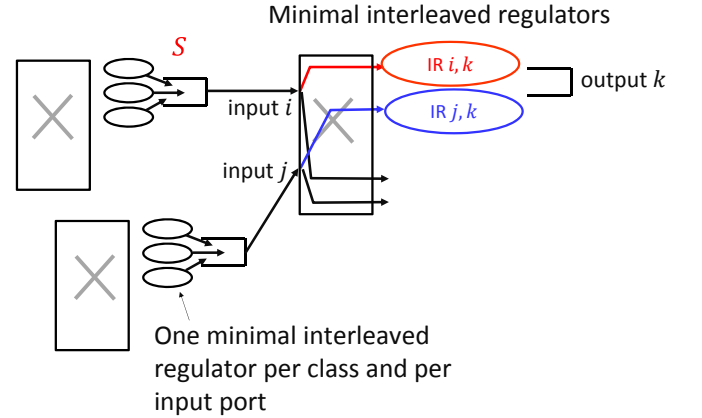 Minimal interleaved regulators
S
IR i, k
output k
input i
IR j, k
input j
One minimal interleaved
regulator per class and per
input port